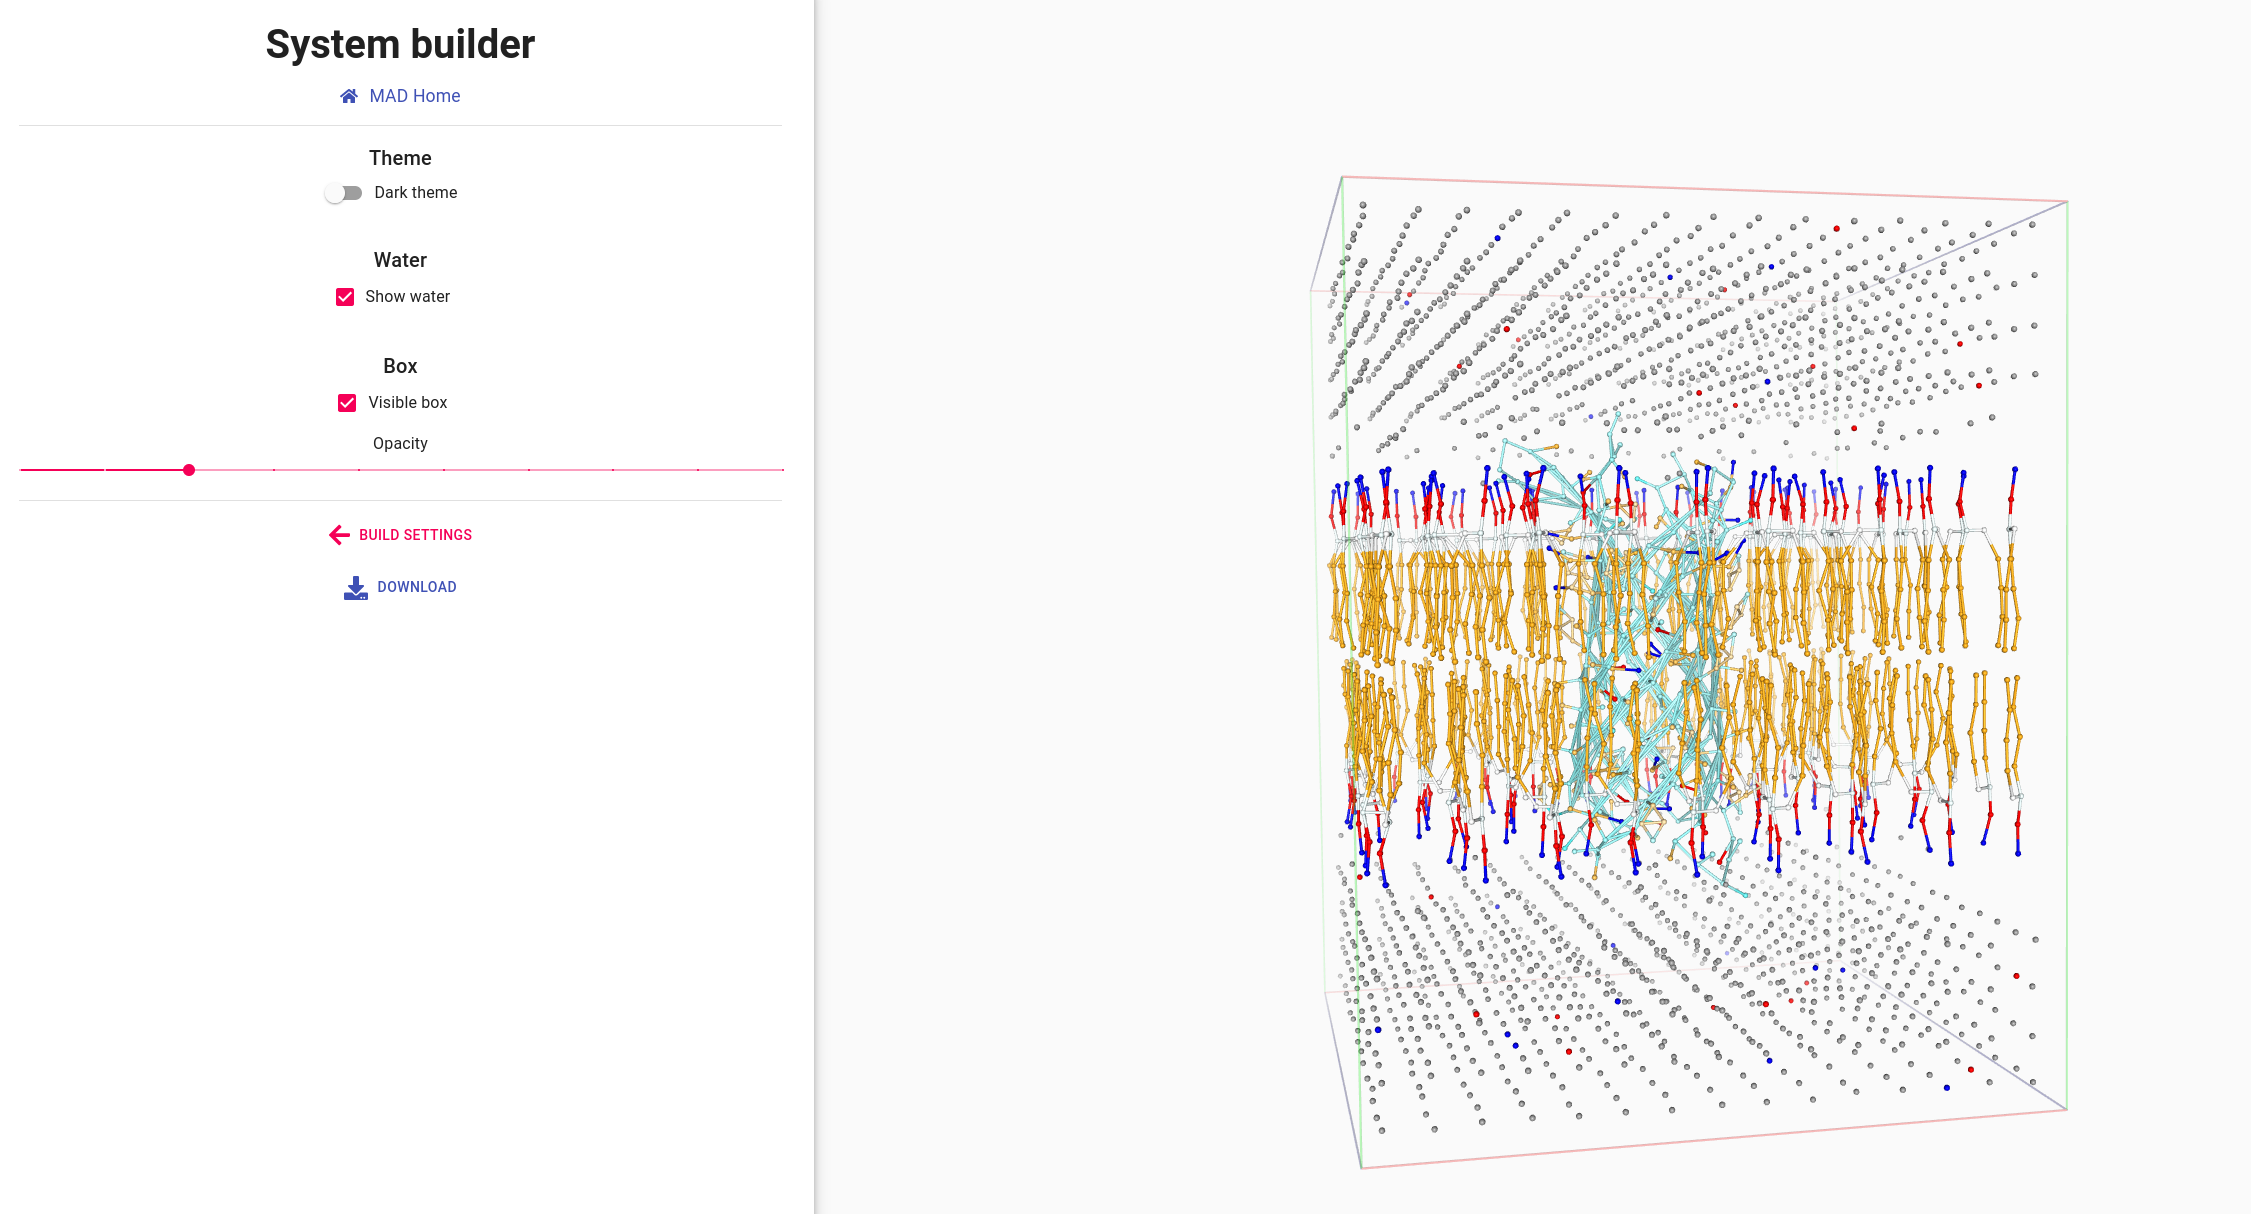 System builder
MAD Home
Theme
Dark theme
Water
Show water
Box
Visible box
Opacity
BUILD SETTINGS
DOWNLOAD